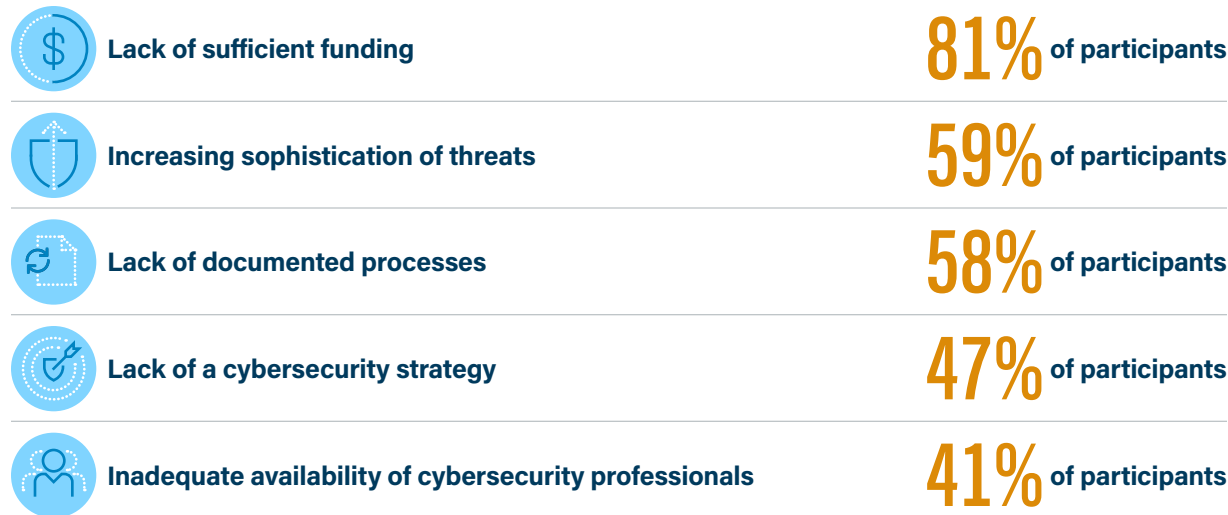 Lack of sufficient funding 81% of participants
Increasing sophistication of threats 59% of participants
Lack of documented processes 58% of participants
Lack of a cybersecurity strategy 47% of participants
Inadequate availability of cybersecurity professionals 41% of participants